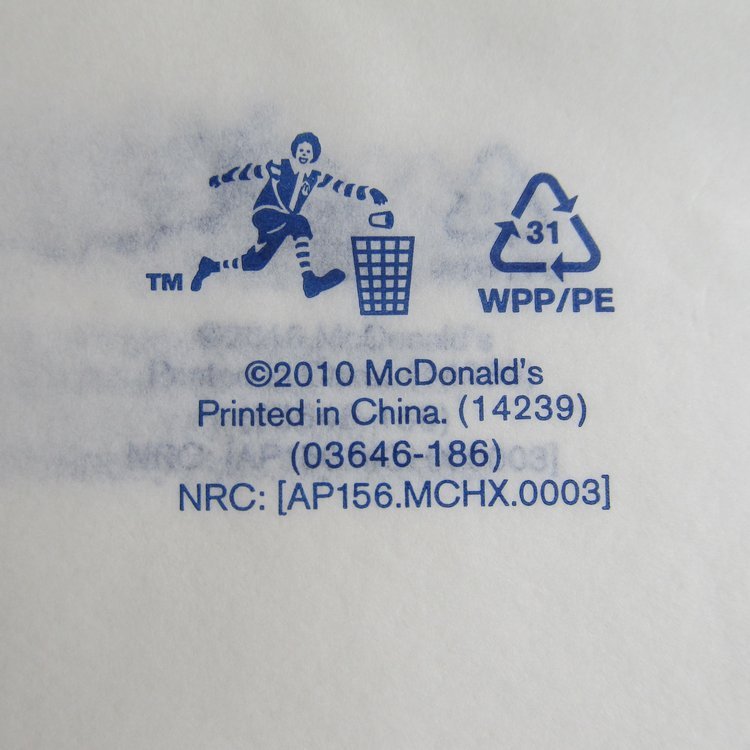 TM
31
WPP/PE
©2010 McDonald's
Printed in China. (14239)
(03646-186)
NRC: [AP156.MCHX.0003]